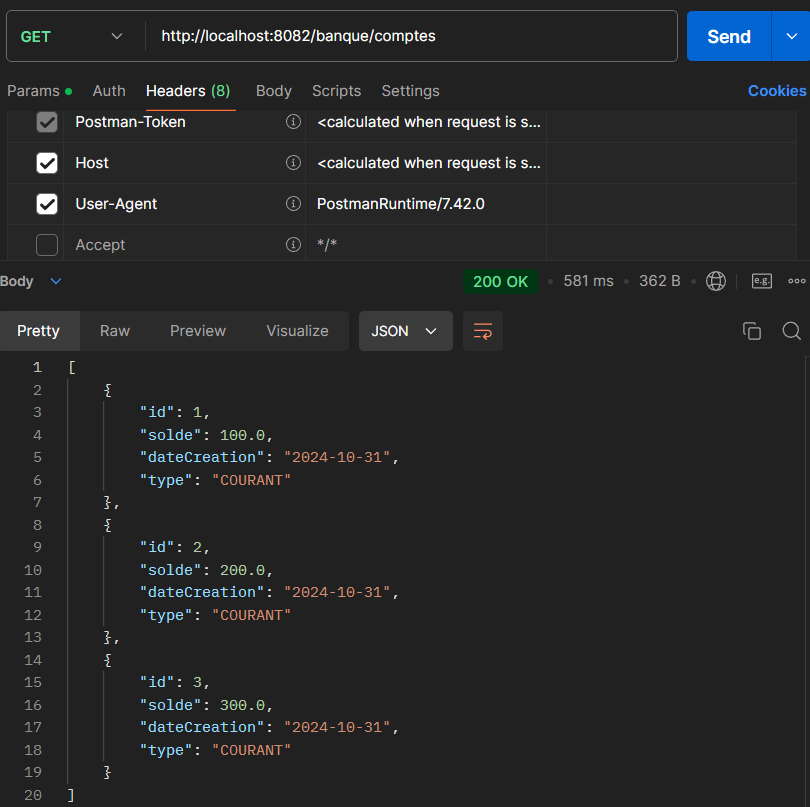 GET http://localhost:8082/banque/comptes Send
Params Auth Headers (8) Body Scripts Settings Cookies
Postman-Token <calculated when request is s...
Host <calculated when request is s...
User-Agent PostmanRuntime/7.42.0
Accept */*
Body 200 OK 581 ms 362 B e.g.
Pretty Raw Preview Visualize JSON
1 [
2 {
3 "id": 1,
4 "solde": 100.0,
5 "dateCreation": "2024-10-31",
6 "type": "COURANT"
7 },
8 {
9 "id": 2,
10 "solde": 200.0,
11 "dateCreation": "2024-10-31",
12 "type": "COURANT"
13 },
14 {
15 "id": 3,
16 "solde": 300.0,
17 "dateCreation": "2024-10-31",
18 "type": "COURANT"
19 }
20 ]